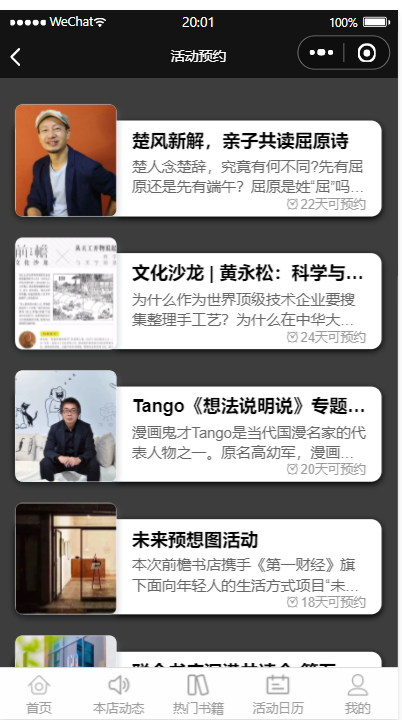 WeChat
20:01
100%
活动预约
楚风新解，亲子共读屈原诗
楚人念楚辞，究竟有何不同?先有屈
原还是先有端午？屈原是姓“屈”吗…
22天可预约
文化沙龙 | 黄永松：科学与…
为什么作为世界顶级技术企业要搜
集整理手工艺？为什么在中华大…
24天可预约
Tango《想法说明说》专题…
漫画鬼才Tango是当代国漫名家的代
表人物之一。原名高幼军，漫画…
20天可预约
未来预想图活动
本次前檐书店携手《第一财经》旗
下面向年轻人的生活方式项目“未…
18天可预约
首页
本店动态
热门书籍
活动日历
我的